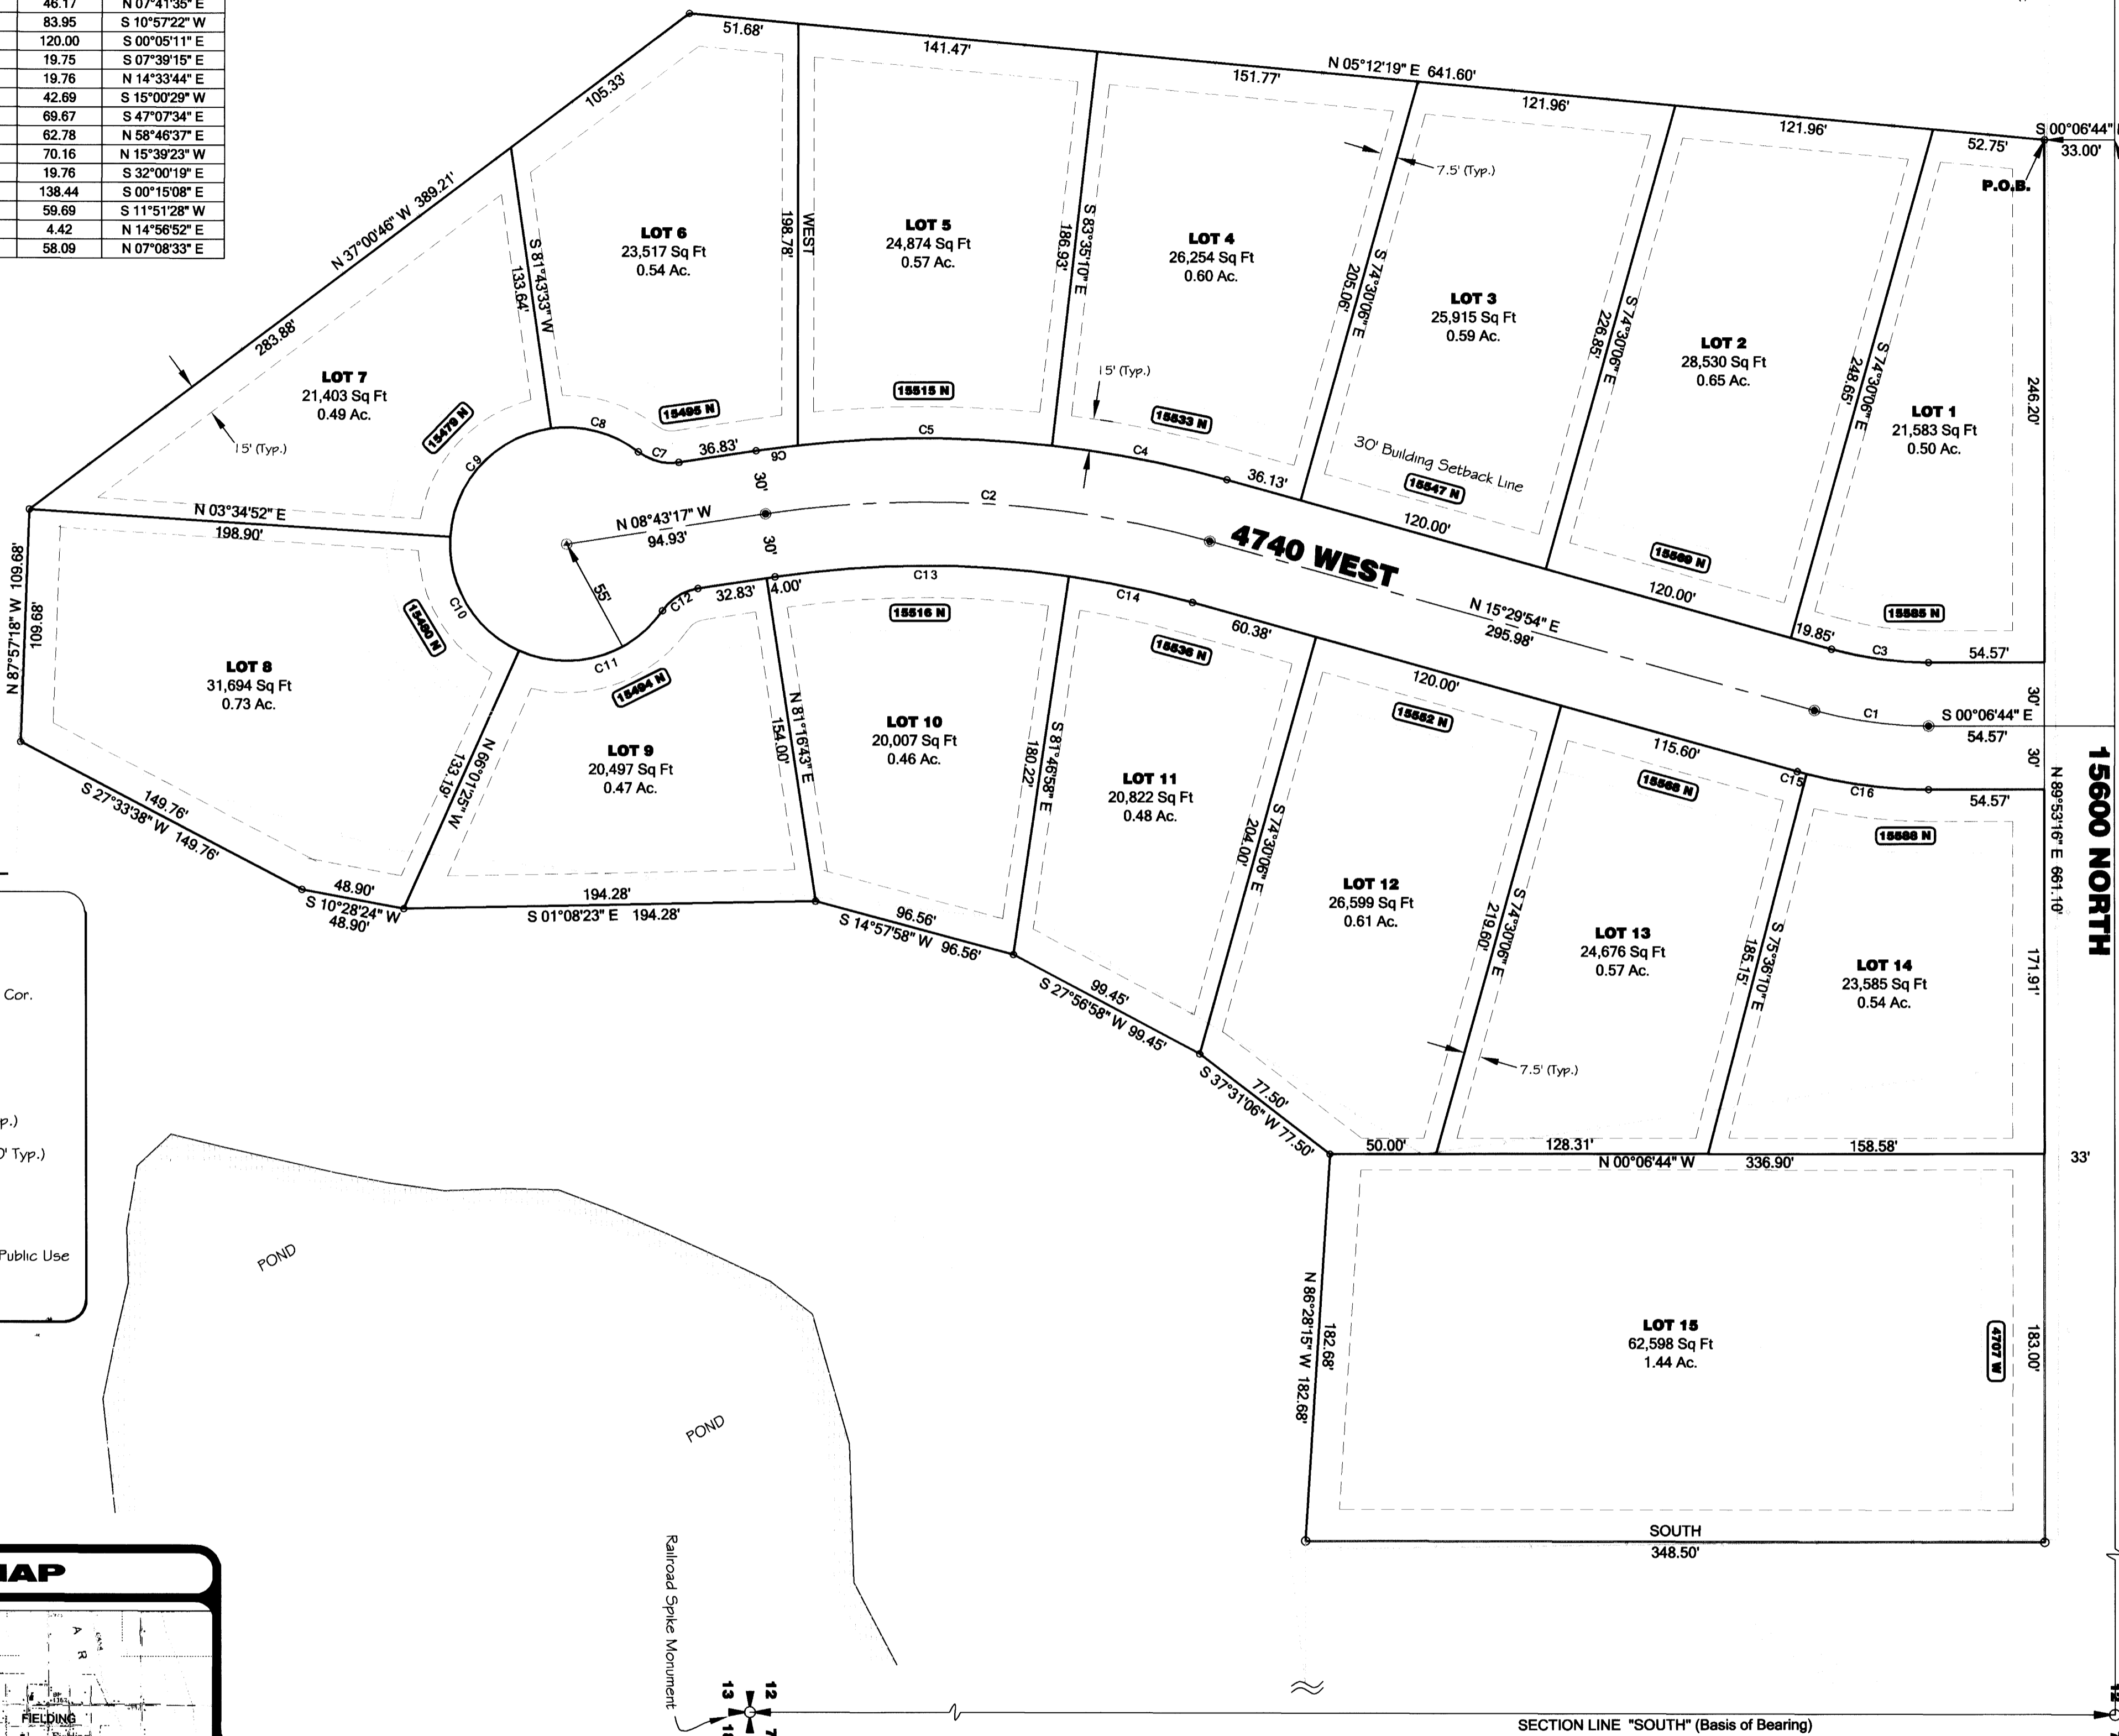 46.17 N 07°41'35" E
83.95 S 10°57'22" W
120.00 S 00°05'11" E
19.75 S 07°39'15" E
19.76 N 14°33'44" E
42.69 S 15°00'29" W
69.67 S 47°07'34" E
62.78 N 58°46'37" E
70.16 N 15°39'23" W
19.76 S 32°00'19" E
138.44 S 00°15'08" E
59.69 S 11°51'28" W
4.42 N 14°56'52" E
58.09 N 07°08'33" E
51.68'
141.47'
151.77'
N 05°12'19" E 641.60'
121.96'
121.96'
52.75'
S 00°06'44"
33.00'
P.O.B.
105.33'
N 37°00'46" W 389.21'
283.88'
15' (Typ.)
LOT 7
21,403 Sq Ft
0.49 Ac.
15479 N
S 81°43'33" W
133.64'
LOT 6
23,517 Sq Ft
0.54 Ac.
15495 N
198.78'
WEST
LOT 5
24,874 Sq Ft
0.57 Ac.
15515 N
S 83°35'10" E
186.93'
LOT 4
26,254 Sq Ft
0.60 Ac.
15' (Typ.)
15533 N
S 74°30'06" E
205.06'
7.5' (Typ.)
LOT 3
25,915 Sq Ft
0.59 Ac.
30' Building Setback Line
15547 N
S 74°30'06" E
226.85'
LOT 2
28,530 Sq Ft
0.65 Ac.
15569 N
S 74°30'06" E
248.65'
LOT 1
21,583 Sq Ft
0.50 Ac.
15585 N
246.20'
C9
C8
C7
36.83'
C6
C5
C4
36.13'
120.00'
120.00'
19.85'
C3
54.57'
30'
N 08°43'17" W
94.93'
C2
4740 WEST
N 15°29'54" E
295.98'
C1
S 00°06'44" E
54.57'
30'
30'
30'
55'
N 03°34'52" E
198.90'
C10
C11
C12
32.83'
4.00'
C13
C14
60.38'
120.00'
115.60'
C15
C16
54.57'
N 87°57'18" W 109.68'
109.68'
15480 N
LOT 8
31,694 Sq Ft
0.73 Ac.
149.76'
S 27°33'38" W 149.76'
48.90'
S 10°28'24" W
48.90'
N 66°01'25" W
133.19'
15494 N
LOT 9
20,497 Sq Ft
0.47 Ac.
194.28'
S 01°08'23" E 194.28'
N 81°16'43" E
154.00'
15516 N
LOT 10
20,007 Sq Ft
0.46 Ac.
96.56'
S 14°57'58" W 96.56'
S 81°46'58" E
180.22'
15536 N
LOT 11
20,822 Sq Ft
0.48 Ac.
99.45'
S 27°56'58" W 99.45'
S 74°30'06" E
204.00'
15552 N
LOT 12
26,599 Sq Ft
0.61 Ac.
77.50'
S 37°31'06" W 77.50'
50.00'
S 74°30'06" E
219.60'
7.5' (Typ.)
15568 N
LOT 13
24,676 Sq Ft
0.57 Ac.
128.31'
S 75°36'10" E
185.15'
15588 N
LOT 14
23,585 Sq Ft
0.54 Ac.
158.58'
171.91'
N 89°53'16" E 661.10'
15600 NORTH
33'
N 00°06'44" W 336.90'
N 86°28'15" W 182.68'
182.68'
LOT 15
62,598 Sq Ft
1.44 Ac.
4707 W
183.00'
SOUTH
348.50'
Cor.
Typ.)
Public Use
POND
POND
Railroad Spike Monument
13 12
7
SECTION LINE "SOUTH" (Basis of Bearing)
MAP
A
R
FIELDING